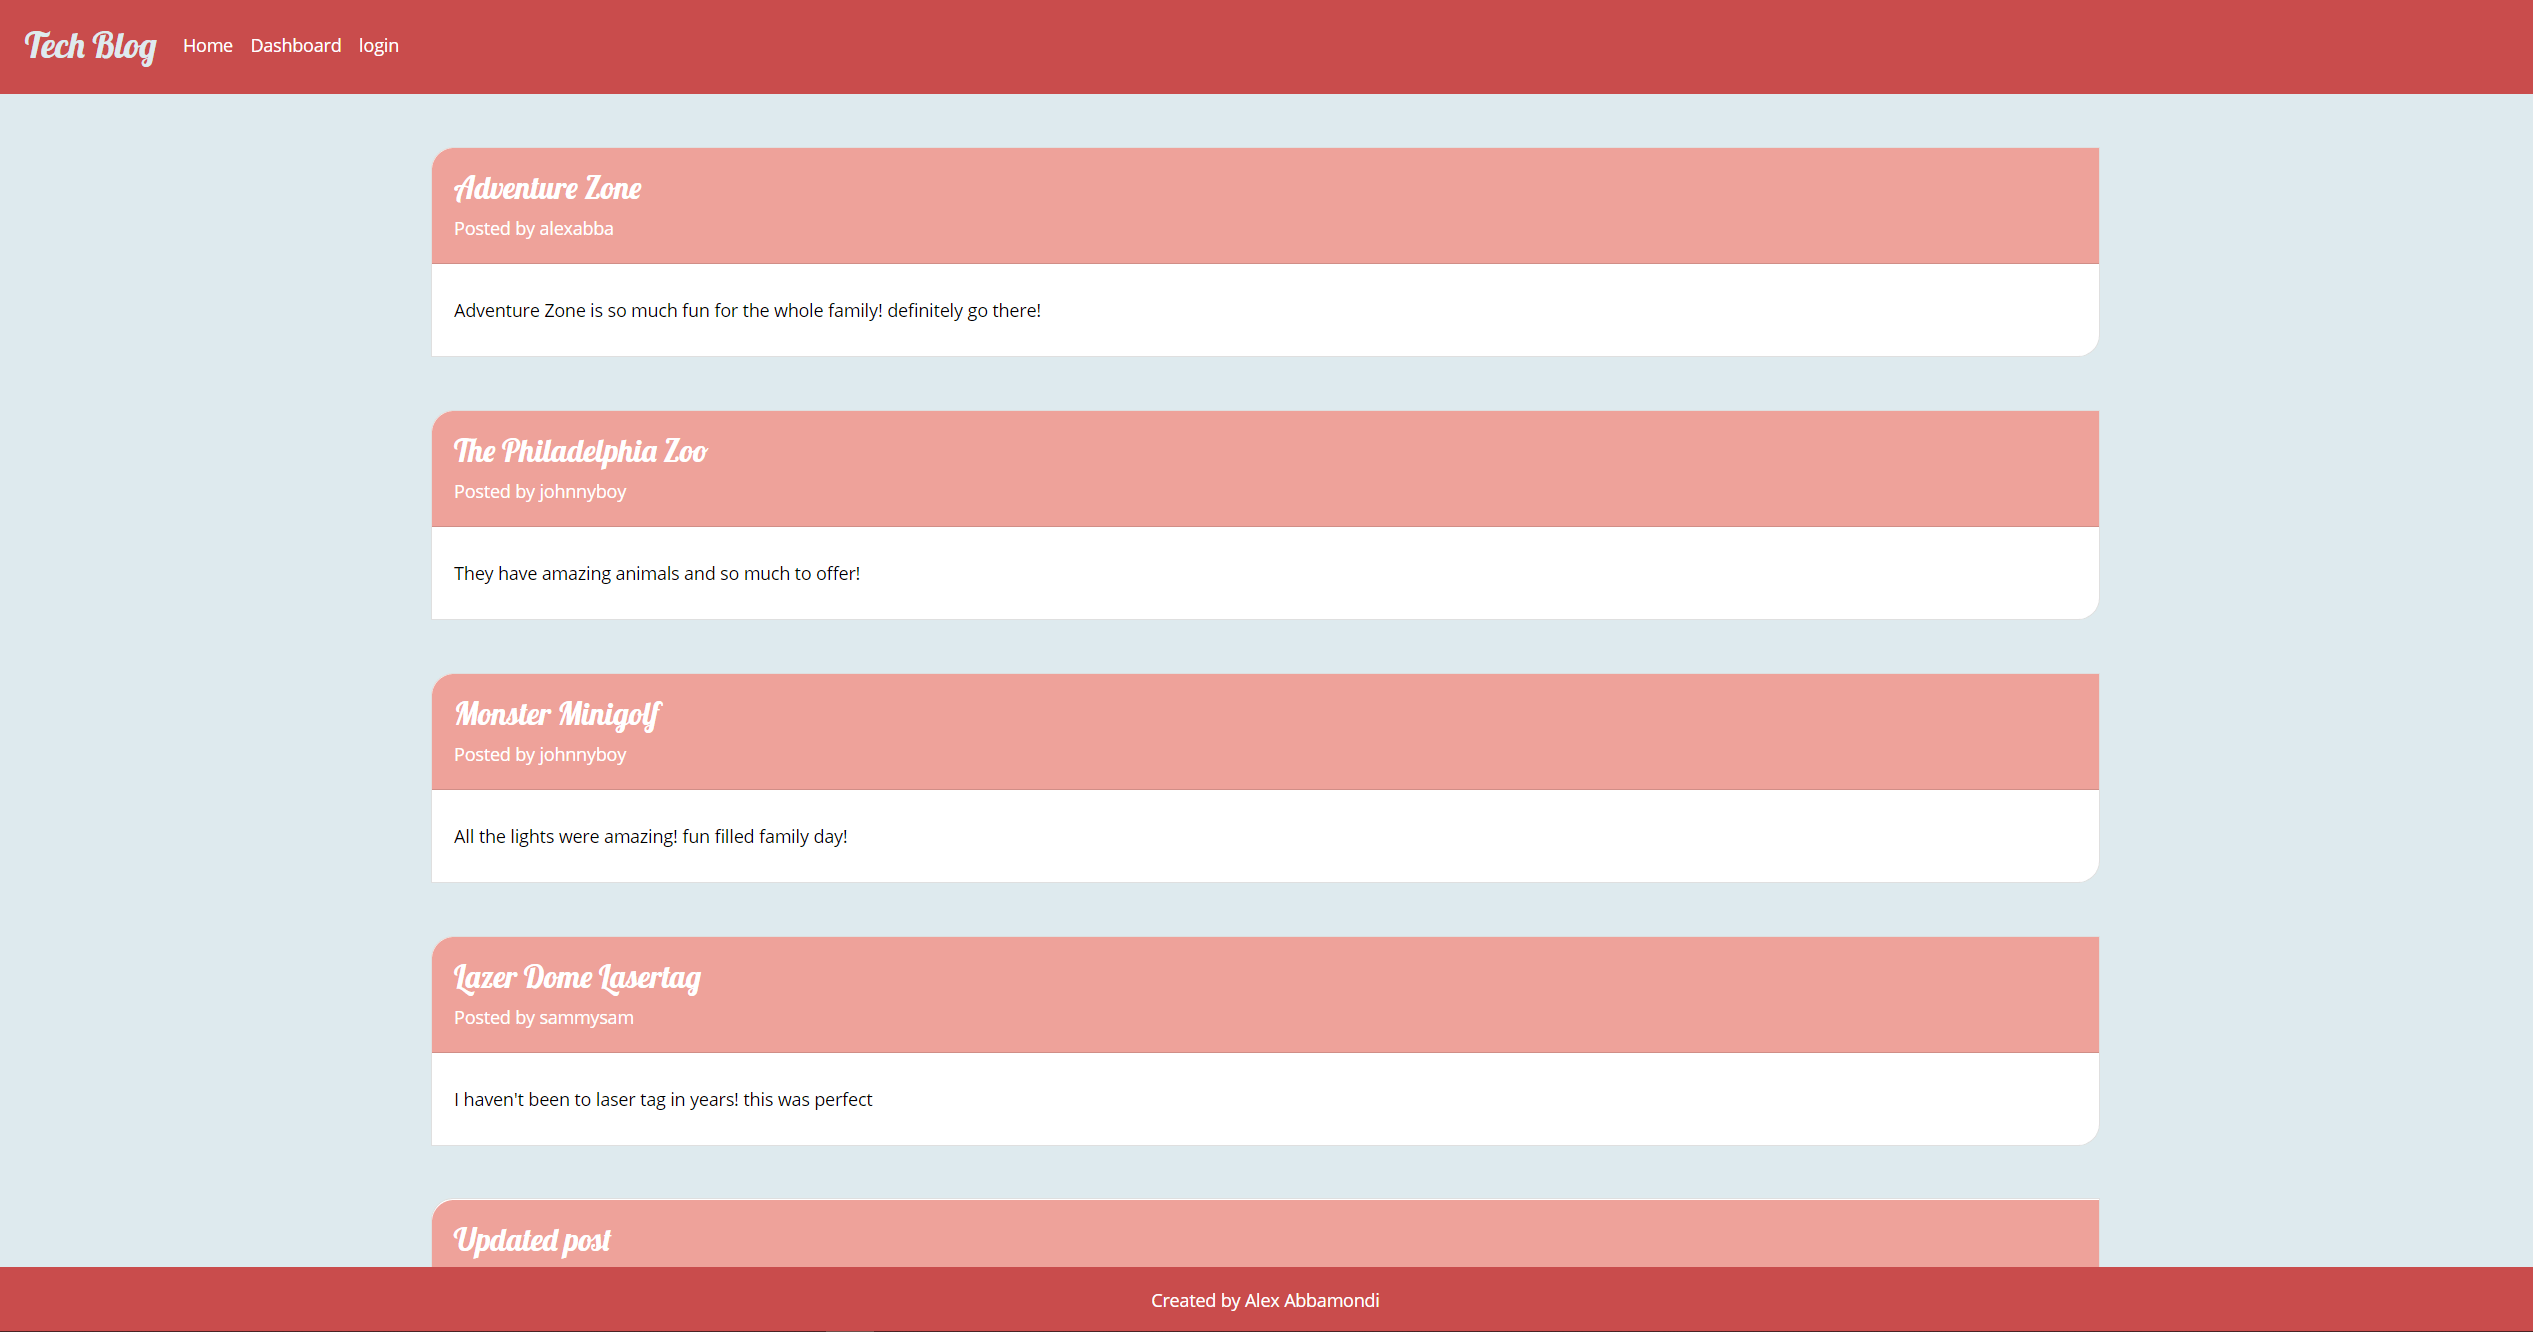 Tech Blog Home Dashboard login
Adventure Zone
Posted by alexabba
Adventure Zone is so much fun for the whole family! definitely go there!
The Philadelphia Zoo
Posted by johnnyboy
They have amazing animals and so much to offer!
Monster Minigolf
Posted by johnnyboy
All the lights were amazing! fun filled family day!
Lazer Dome Lasertag
Posted by sammysam
I haven't been to laser tag in years! this was perfect
Updated post
Created by Alex Abbamondi